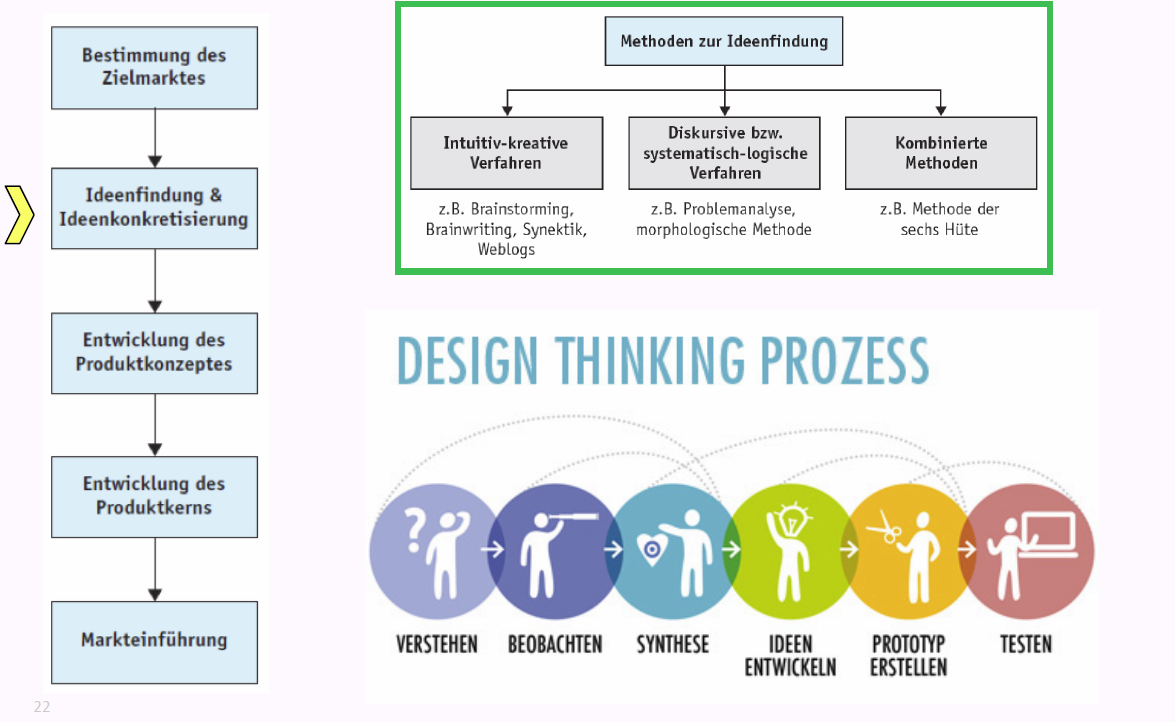 Bestimmung des
Zielmarktes
Ideenfindung &
Ideenkonkretisierung
Entwicklung des
Produktkonzeptes
Entwicklung des
Produktkerns
Markteinführung
22
Methoden zur Ideenfindung
Intuitiv-kreative
Verfahren
Diskursive bzw.
systematisch-logische
Verfahren
Kombinierte
Methoden
z.B. Brainstorming,
Brainwriting, Synektik,
Weblogs
z.B. Problemanalyse,
morphologische Methode
z.B. Methode der
sechs Hüte
DESIGN THINKING PROZESS
?
VERSTEHEN
BEOBACHTEN
SYNTHESE
IDEEN
ENTWICKELN
PROTOTYP
ERSTELLEN
TESTEN